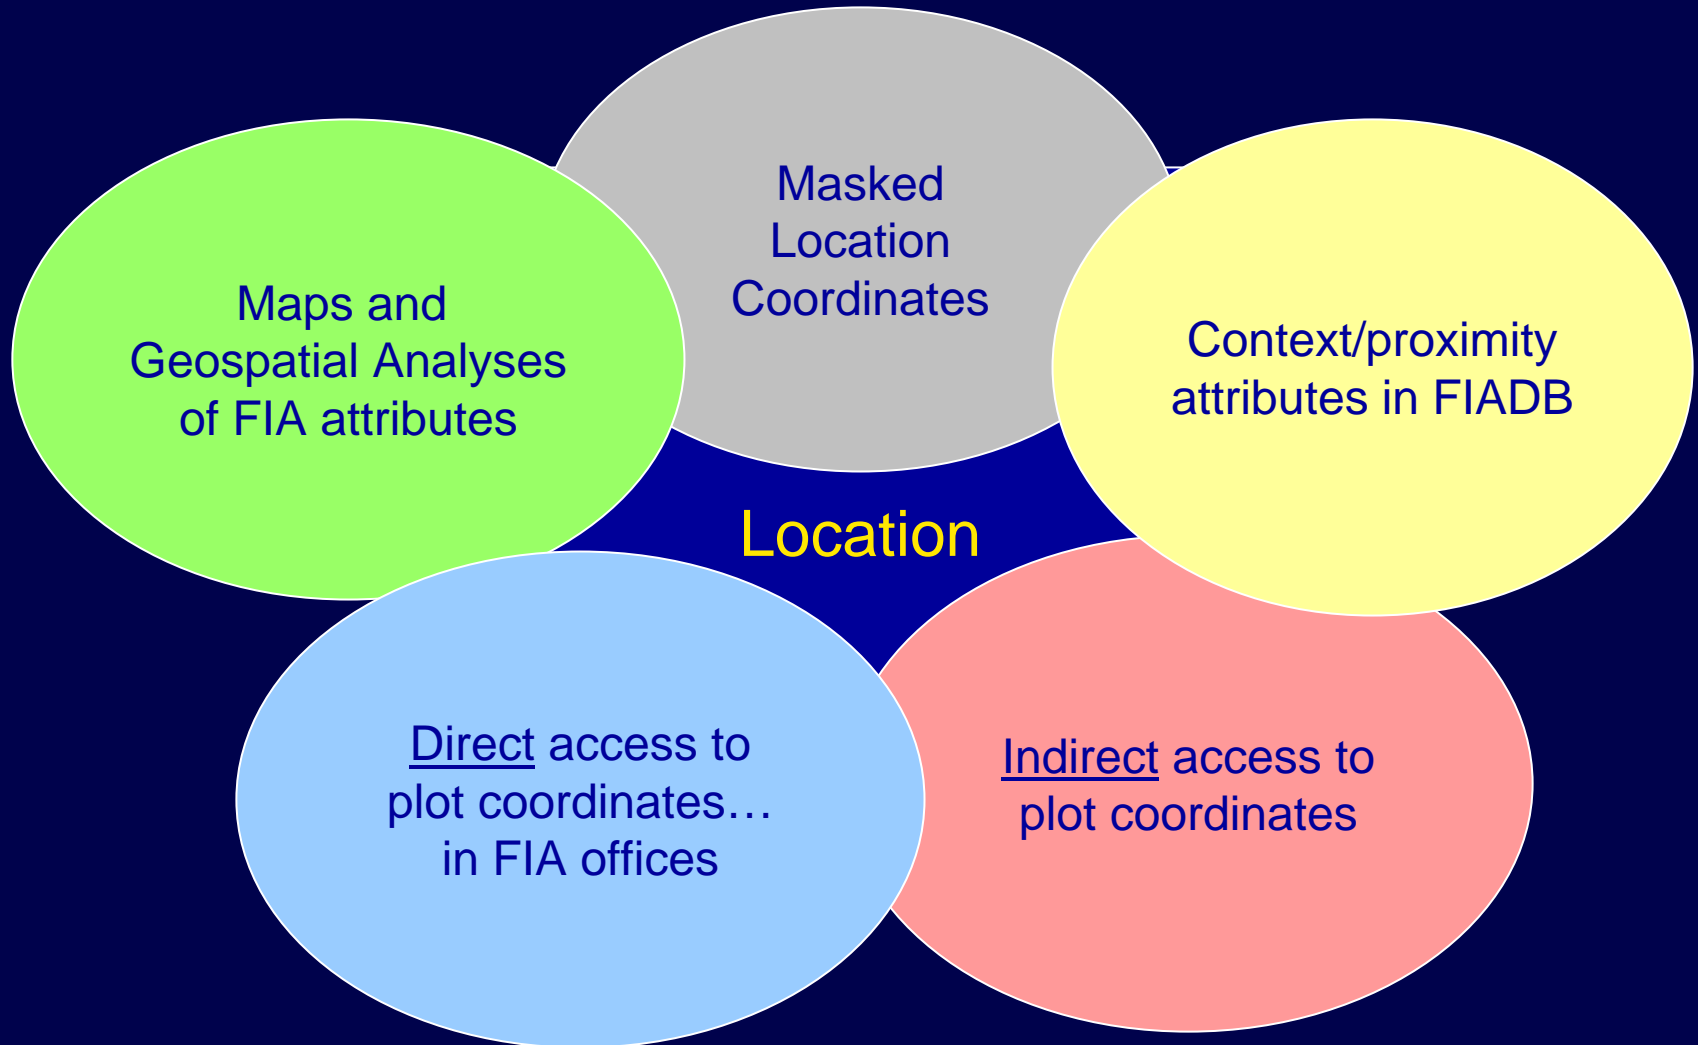 Masked
Location
Coordinates
Maps and
Geospatial Analyses
of FIA attributes
Context/proximity
attributes in FIADB
Location
Direct access to
plot coordinates…
in FIA offices
Indirect access to
plot coordinates